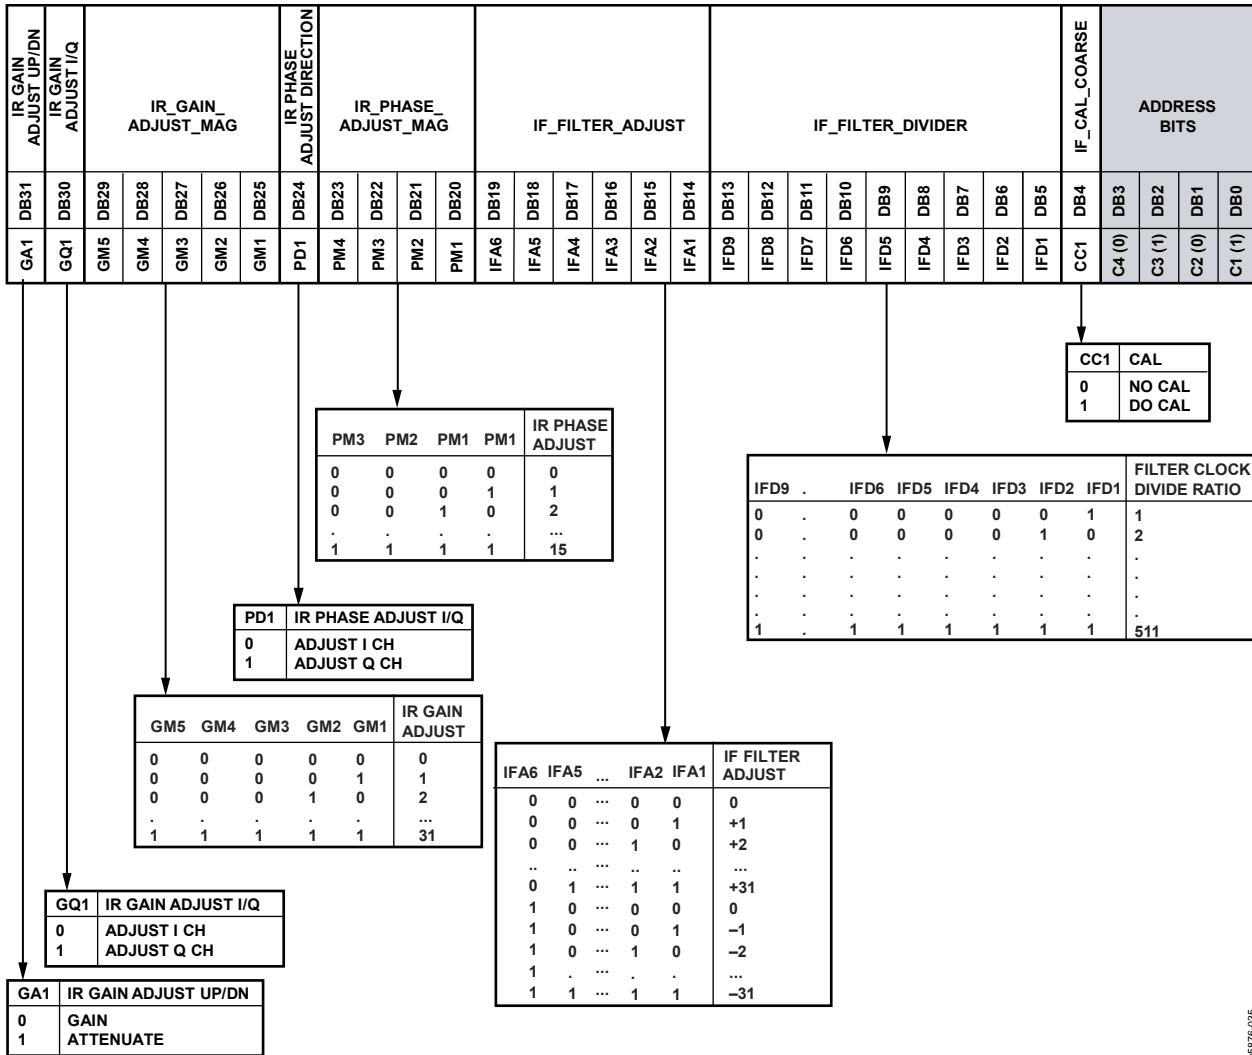 IR GAIN
ADJUST UP/DN
IR GAIN
ADJUST I/Q
IR_GAIN_
ADJUST_MAG
IR PHASE
ADJUST DIRECTION
IR_PHASE_
ADJUST_MAG
IF_FILTER_ADJUST
IF_FILTER_DIVIDER
IF_CAL_COARSE
ADDRESS
BITS
DB31 DB30 DB29 DB28 DB27 DB26 DB25 DB24 DB23 DB22 DB21 DB20 DB19 DB18 DB17 DB16 DB15 DB14 DB13 DB12 DB11 DB10 DB9 DB8 DB7 DB6 DB5 DB4 DB3 DB2 DB1 DB0
GA1 GQ1 GM5 GM4 GM3 GM2 GM1 PD1 PM4 PM3 PM2 PM1 IFA6 IFA5 IFA4 IFA3 IFA2 IFA1 IFD9 IFD8 IFD7 IFD6 IFD5 IFD4 IFD3 IFD2 IFD1 CC1 C4 (0) C3 (1) C2 (0) C1 (1)
CC1 CAL
0 NO CAL
1 DO CAL
PM3 PM2 PM1 PM1 IR PHASE
ADJUST
0 0 0 0 0
0 0 0 1 1
0 0 1 0 2
. . . . ...
1 1 1 1 15
IFD9 . IFD6 IFD5 IFD4 IFD3 IFD2 IFD1 FILTER CLOCK
DIVIDE RATIO
0 . 0 0 0 0 0 1 1
0 . 0 0 0 0 1 0 2
. . . . . . . . .
. . . . . . . . .
. . . . . . . . .
. . . . . . . . .
1 . 1 1 1 1 1 1 511
PD1 IR PHASE ADJUST I/Q
0 ADJUST I CH
1 ADJUST Q CH
GM5 GM4 GM3 GM2 GM1 IR GAIN
ADJUST
0 0 0 0 0 0
0 0 0 0 1 1
0 0 0 1 0 2
. . . . . ...
1 1 1 1 1 31
IFA6 IFA5 ... IFA2 IFA1 IF FILTER
ADJUST
0 0 ... 0 0 0
0 0 ... 0 1 +1
0 0 ... 1 0 +2
.. .. ... .. .. ...
0 1 ... 1 1 +31
1 0 ... 0 0 0
1 0 ... 0 1 –1
1 0 ... 1 0 –2
1 . ... . . ...
1 1 ... 1 1 –31
GQ1 IR GAIN ADJUST I/Q
0 ADJUST I CH
1 ADJUST Q CH
GA1 IR GAIN ADJUST UP/DN
0 GAIN
1 ATTENUATE